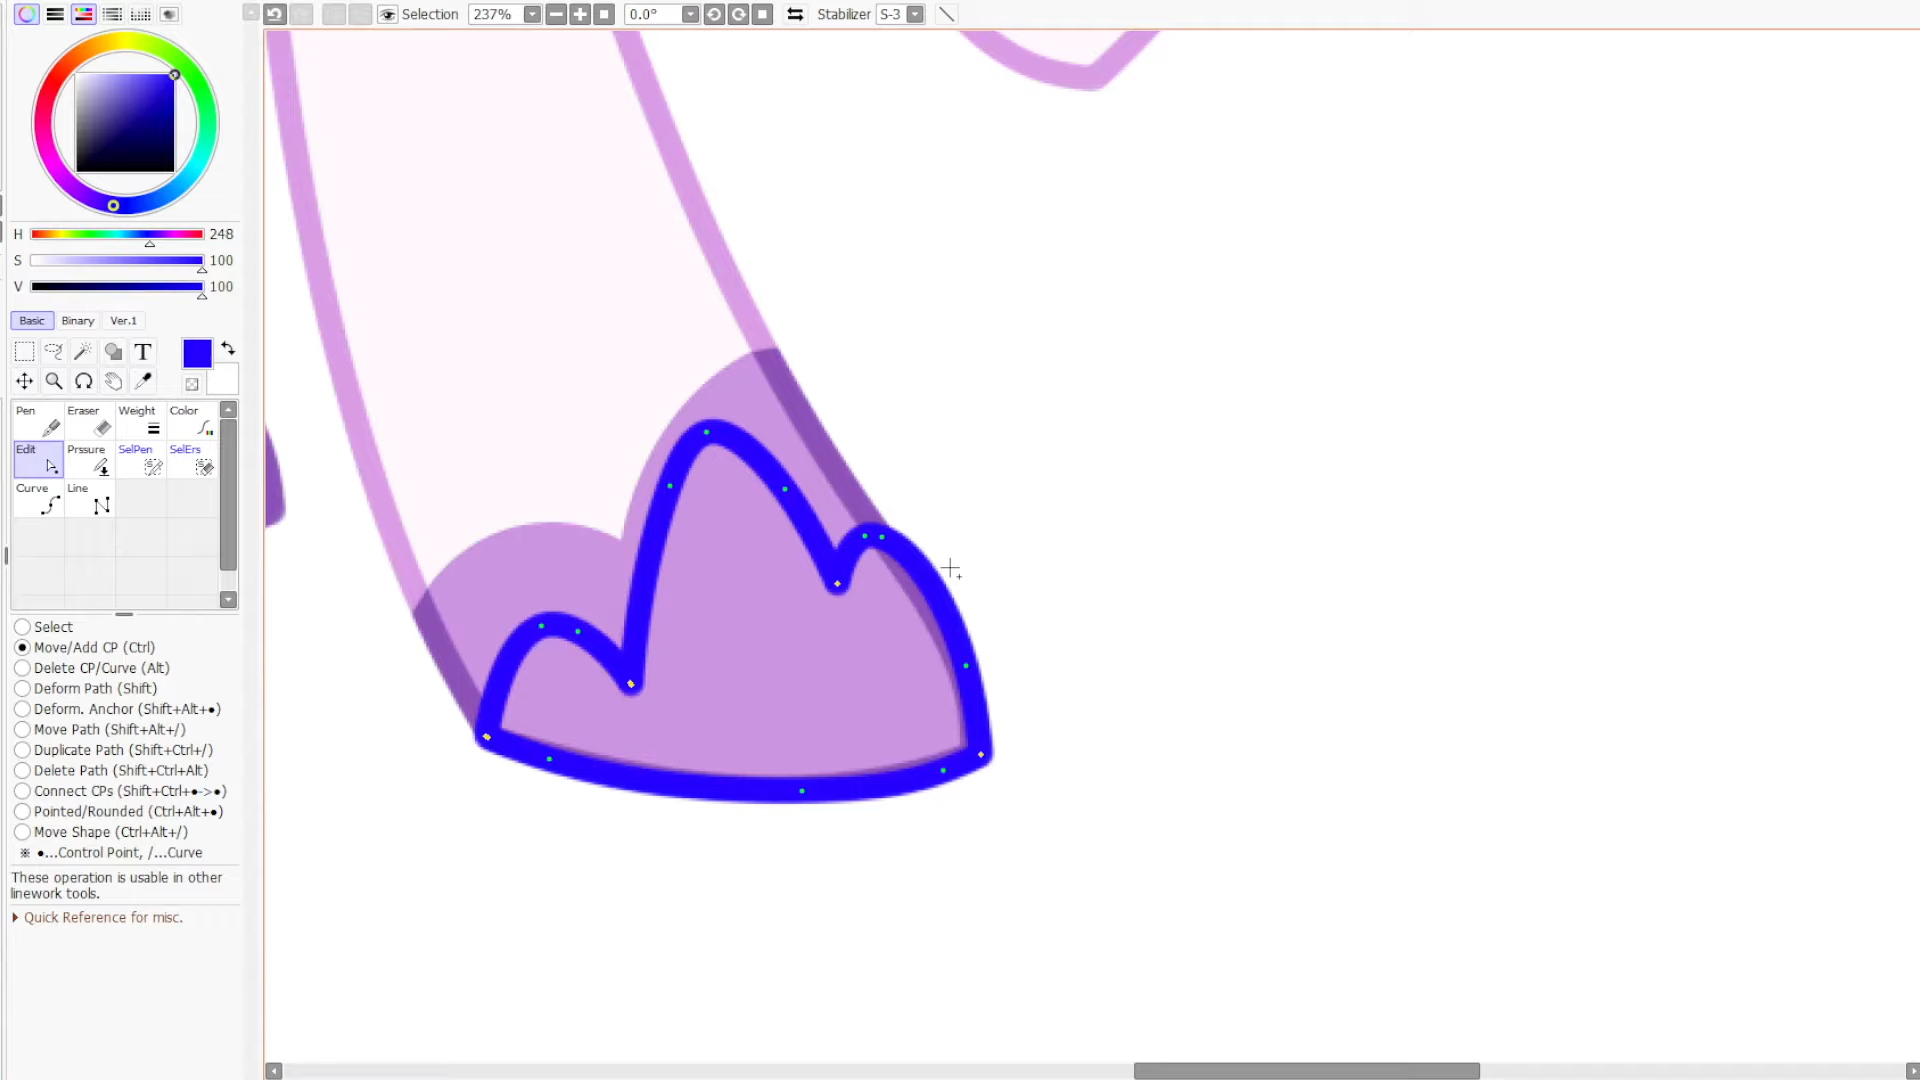 Selection 237% 0.0° Stabilizer S-3
H 248
S 100
V 100
Basic Binary Ver.1
T
Pen Eraser Weight Color
Edit Prssure SelPen SelErs
Curve Line
Select
Move/Add CP (Ctrl)
Delete CP/Curve (Alt)
Deform Path (Shift)
Deform. Anchor (Shift+Alt+●)
Move Path (Shift+Alt+/)
Duplicate Path (Shift+Ctrl+/)
Delete Path (Shift+Ctrl+Alt)
Connect CPs (Shift+Ctrl+●->●)
Pointed/Rounded (Ctrl+Alt+●)
Move Shape (Ctrl+Alt+/)
※ ●...Control Point, /...Curve
These operation is usable in other
linework tools.
Quick Reference for misc.